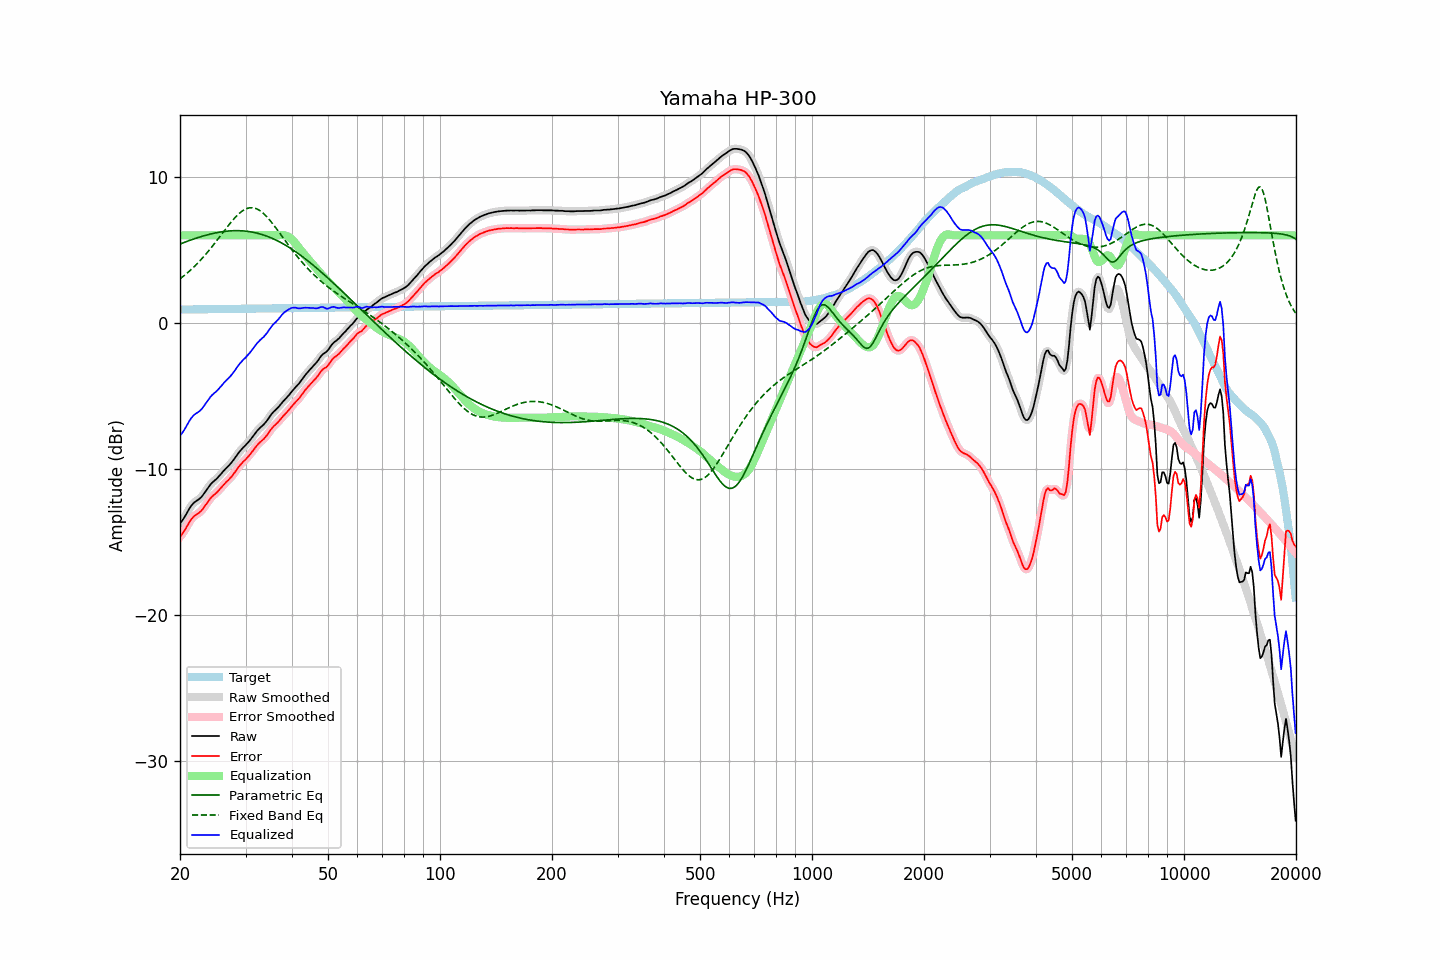 Yamaha HP-300
Amplitude (dBr)
10
0
−10
−20
−30
Target
Raw Smoothed
Error Smoothed
Raw
Error
Equalization
Parametric Eq
Fixed Band Eq
Equalized
20 50 100 200 500 1000 2000 5000 10000 20000
Frequency (Hz)